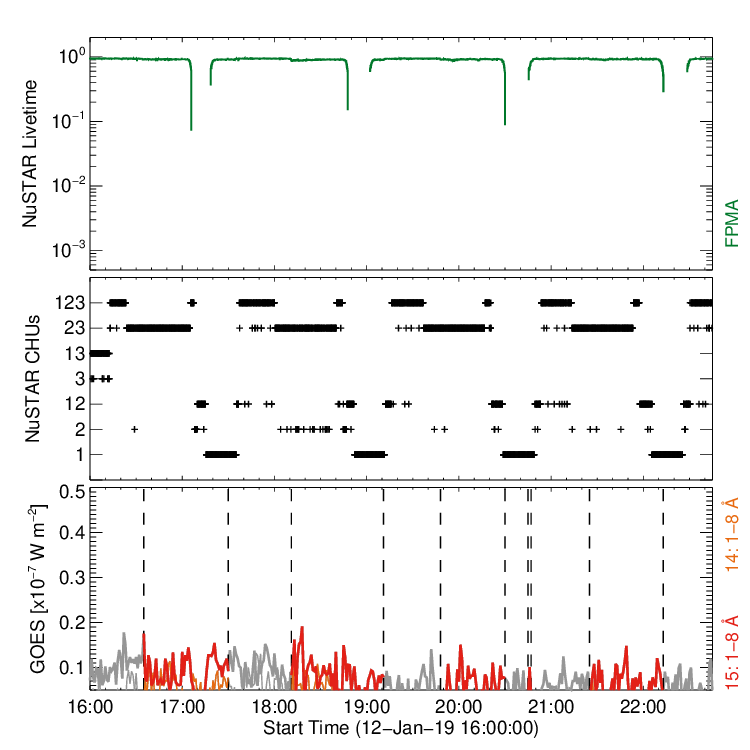 NuSTAR Livetime
10⁰
10⁻¹
10⁻²
10⁻³
FPMA
NuSTAR CHUs
123
23
13
3
12
2
1
GOES [x10⁻⁷ W m⁻²]
0.5
0.4
0.3
0.2
0.1
14: 1−8 Å
15: 1−8 Å
16:00 17:00 18:00 19:00 20:00 21:00 22:00
Start Time (12−Jan−19 16:00:00)